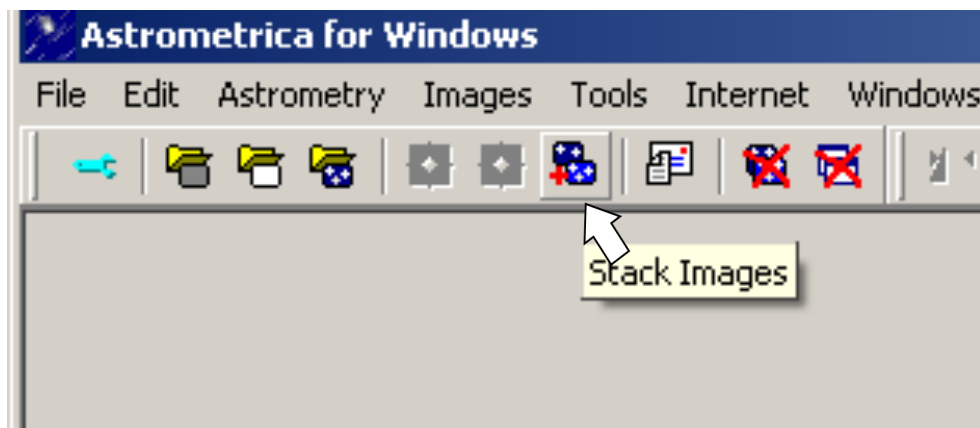 Astrometrica for Windows
File Edit Astrometry Images Tools Internet Windows
Stack Images